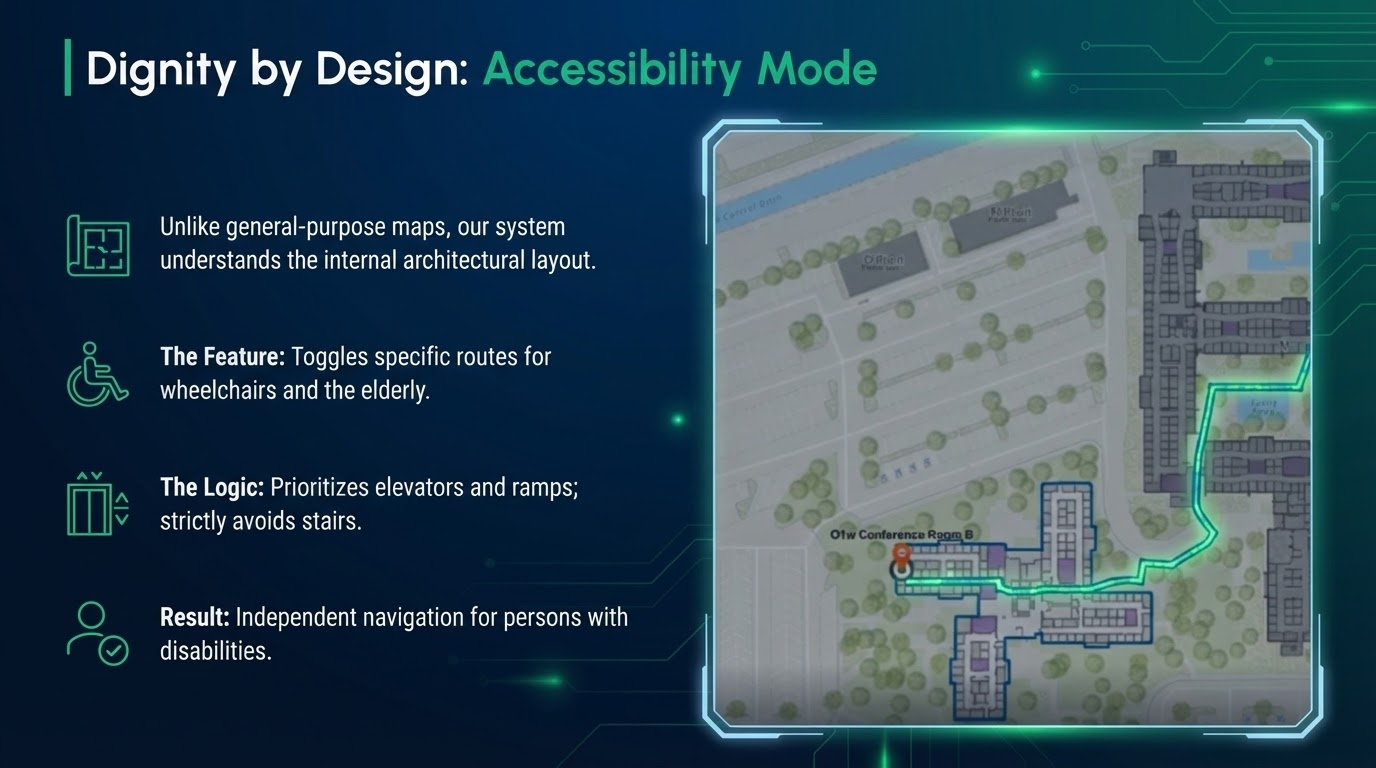 Dignity by Design: Accessibility Mode
Unlike general-purpose maps, our system
understands the internal architectural layout.
The Feature: Toggles specific routes for
wheelchairs and the elderly.
The Logic: Prioritizes elevators and ramps;
strictly avoids stairs.
Result: Independent navigation for persons with
disabilities.
O1w Conference Room B